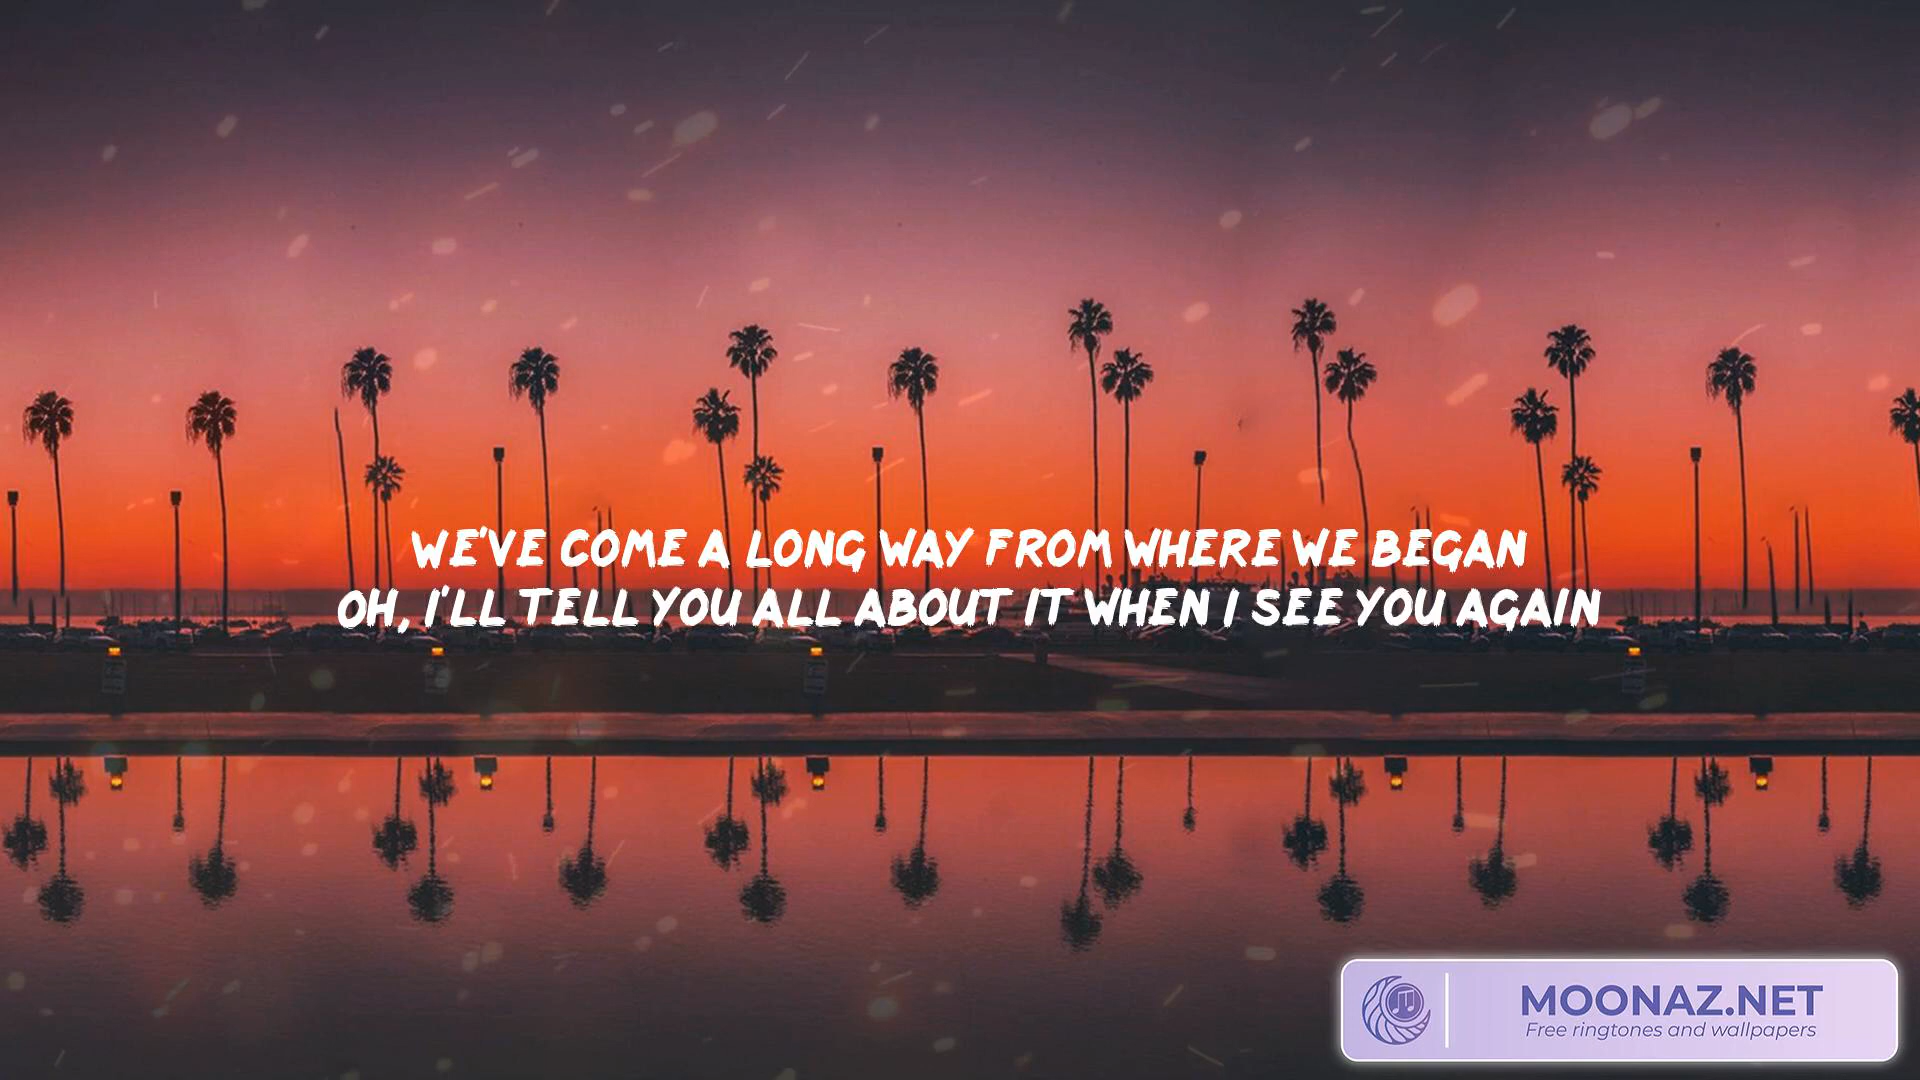 WE'VE COME A LONG WAY FROM WHERE WE BEGAN
OH, I'LL TELL YOU ALL ABOUT IT WHEN I SEE YOU AGAIN
MOONAZ.NET
Free ringtones and wallpapers